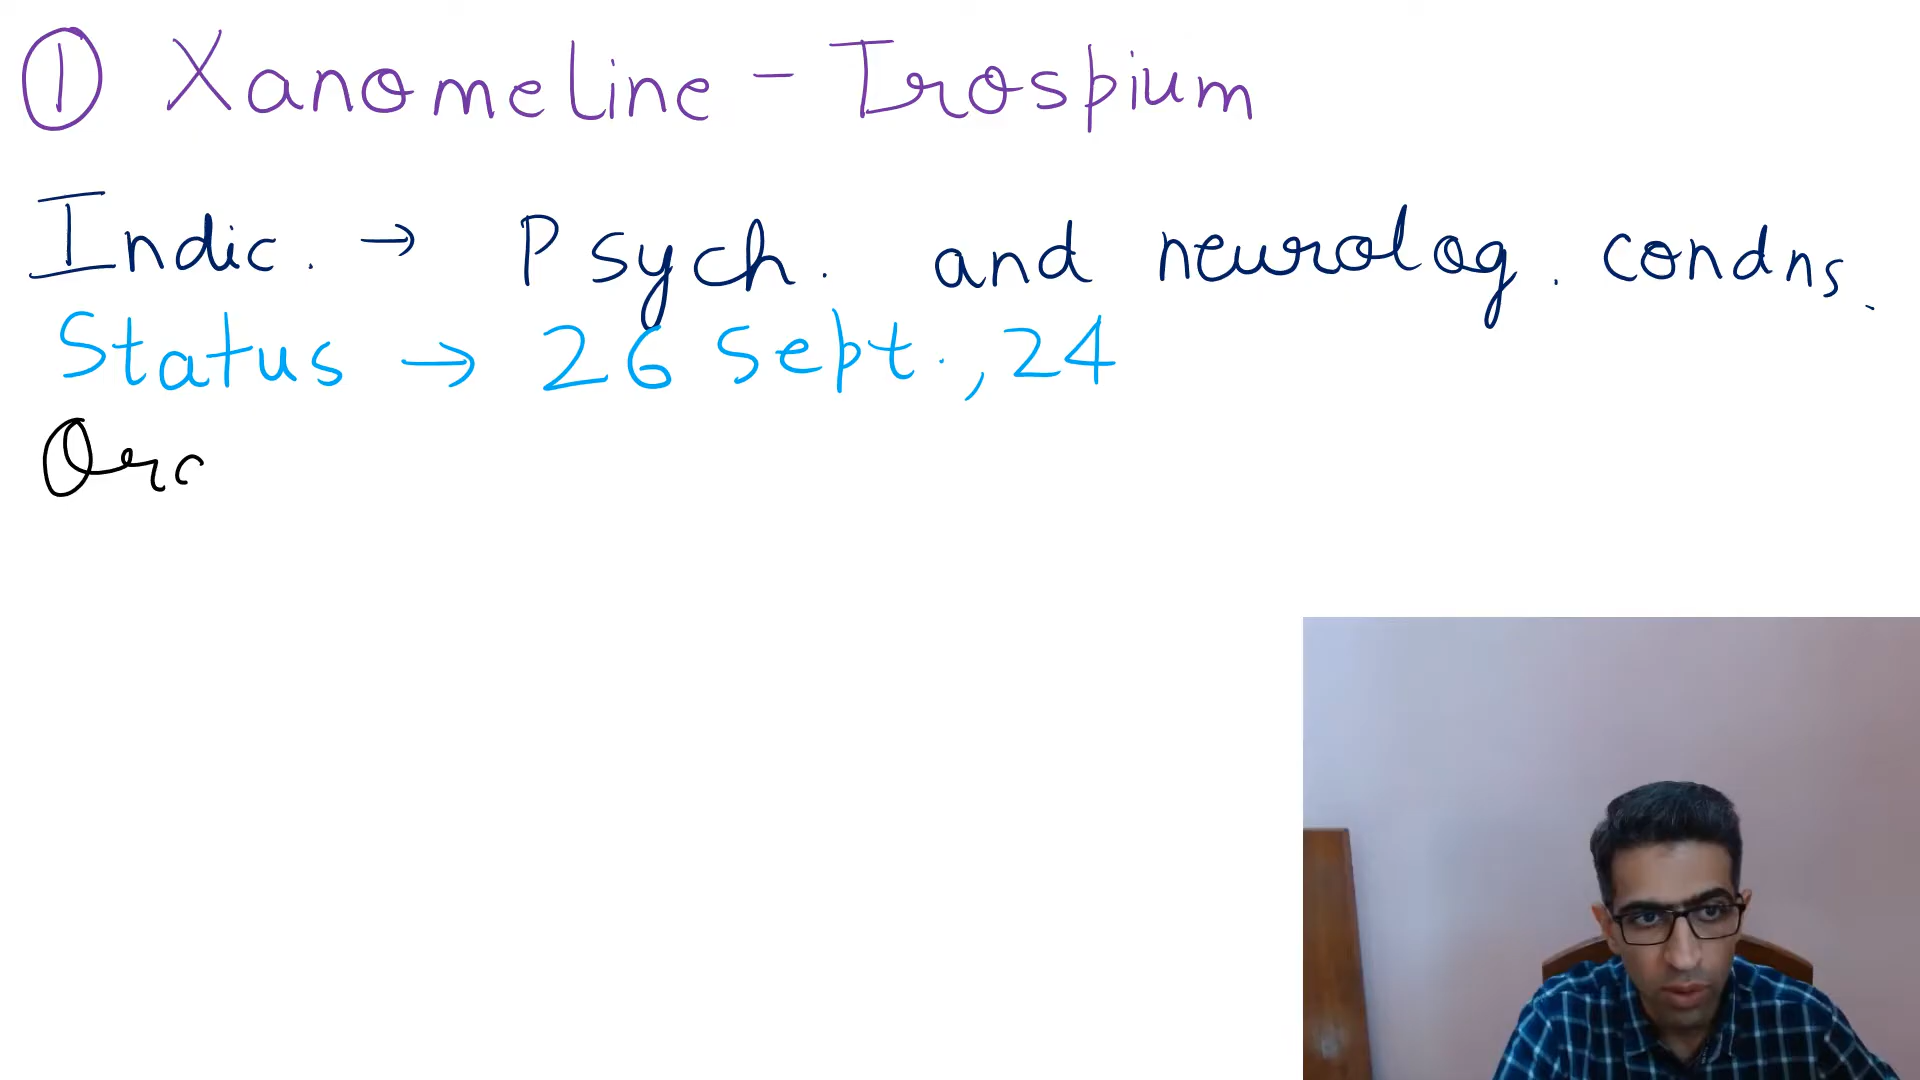 ① Xanomeline - Trospium
Indic. → Psych. and neurolog. condns.
Status → 26 Sept., 24